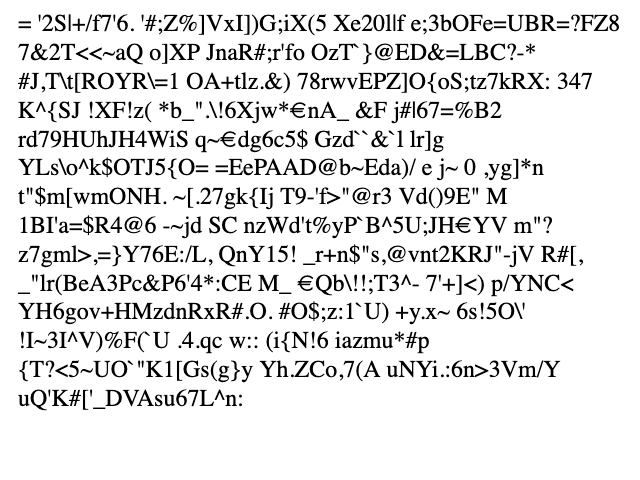 = '2S|+/f7'6. '#;Z%]VxI])G;iX(5 Xe20l|f e;3bOFe=UBR=?FZ8
7&2T<<~aQ o]XP JnaR#;r'fo OzT`}@ED&=LBC?-*
#J,T\t[ROYR\=1 OA+tlz.&) 78rwvEPZ]O{oS;tz7kRX: 347
K^{SJ !XF!z( *b_".\!6Xjw*€nA_ &F j#|67=%B2
rd79HUhJH4WiS q~€dg6c5$ Gzd``&`l lr]g
YLs\o^k$OTJ5{O= =EePAAD@b~Eda)/ e j~ 0 ,yg]*n
t"$m[wmONH. ~[.27gk{Ij T9-'f>"@r3 Vd()9E" M
1BI'a=$R4@6 -~jd SC nzWd't%yP`B^5U;JH€YV m"?
z7gml>,=}Y76E:/L, QnY15! _r+n$"s,@vnt2KRJ"-jV R#[,
_"lr(BeA3Pc&P6'4*:CE M_ €Qb\!!;T3^- 7'+]<) p/YNC<
YH6gov+HMzdnRxR#.O. #O$;z:1`U) +y.x~ 6s!5O\'
!I~3I^V)%F(`U .4.qc w:: (i{N!6 iazmu*#p
{T?<5~UO`"K1[Gs(g}y Yh.ZCo,7(A uNYi.:6n>3Vm/Y
uQ'K#['_DVAsu67L^n: